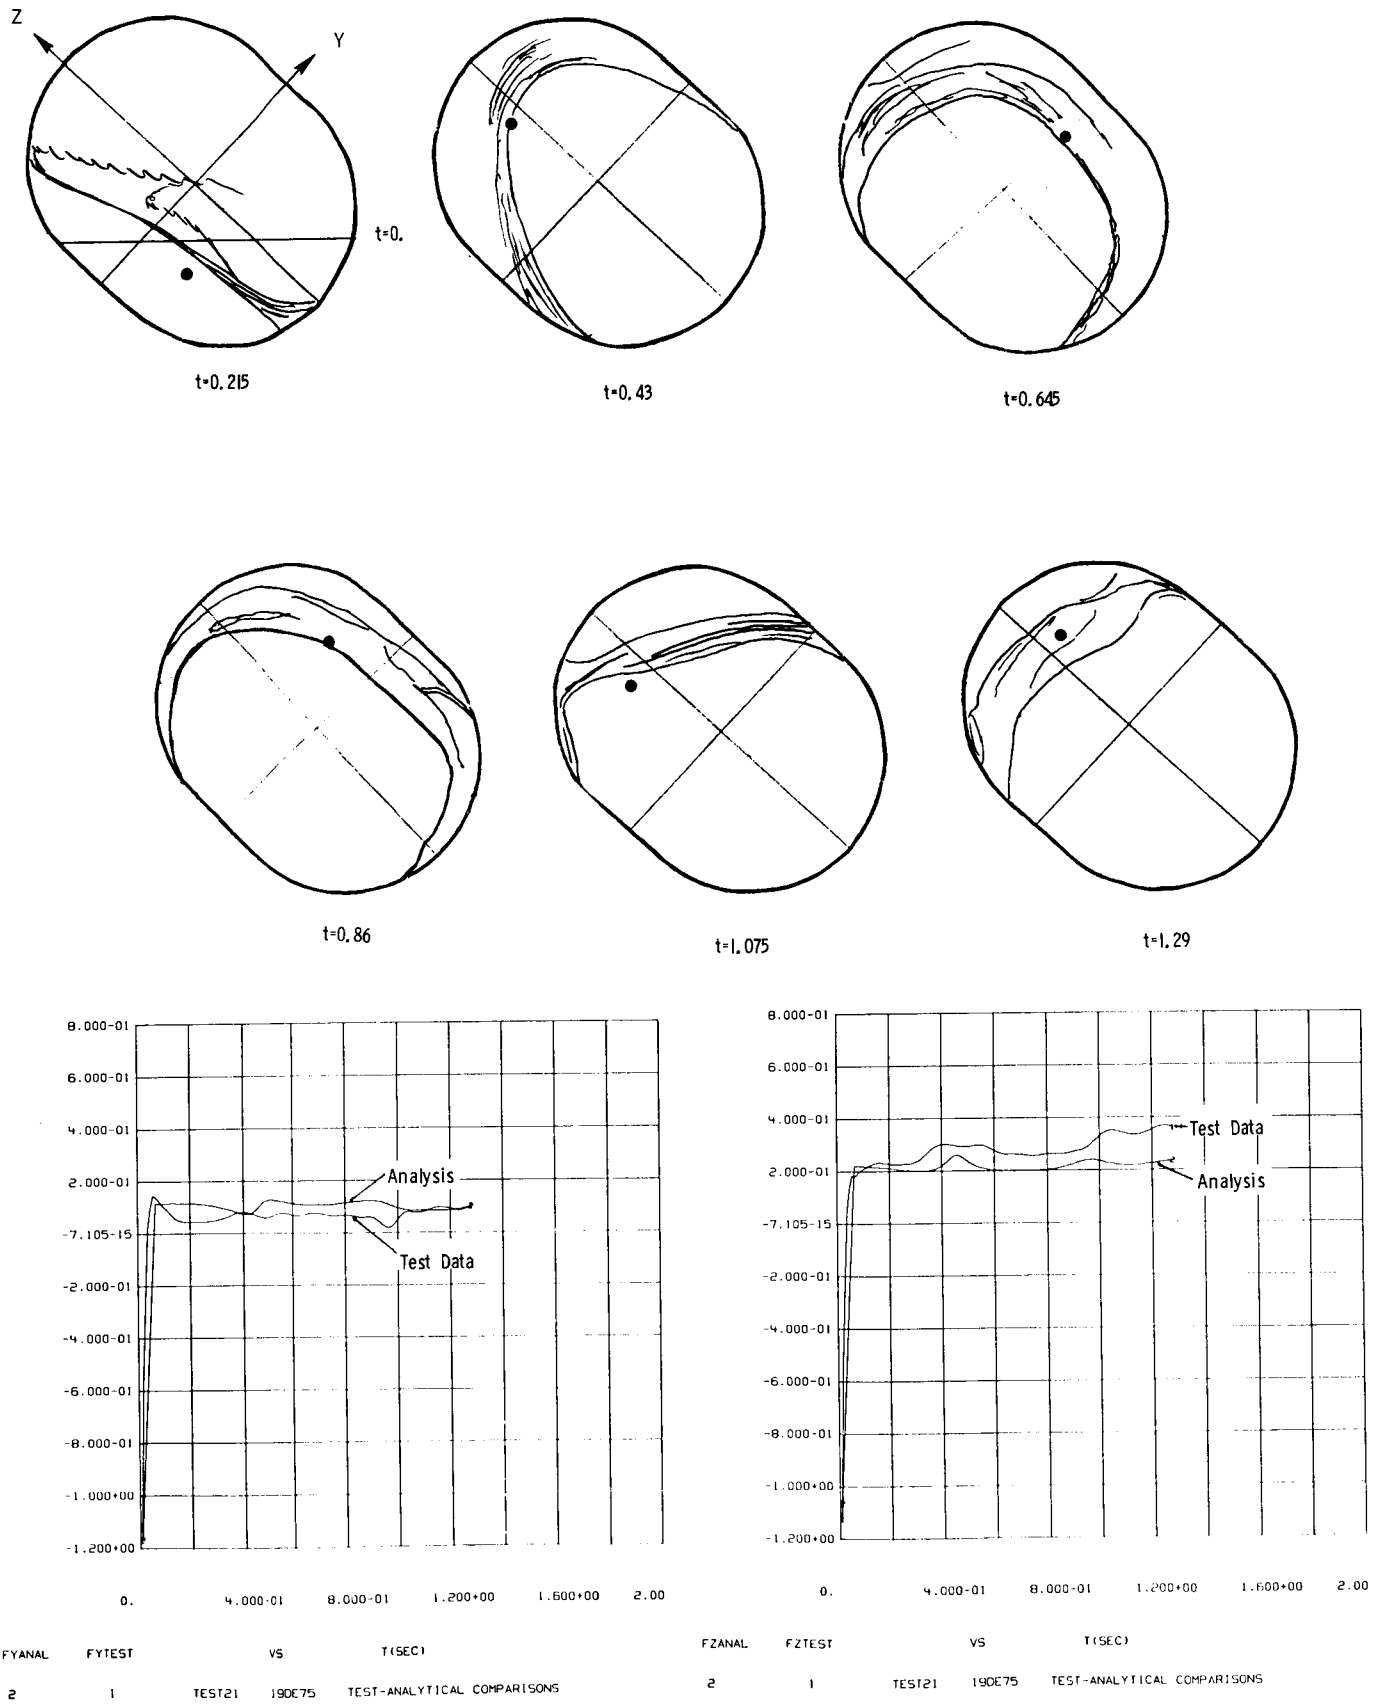 Z
Y
t=0.
t=0.215
t=0.43
t=0.645
t=0.86
t=1.075
t=1.29
8.000-01
6.000-01
4.000-01
2.000-01
-7.105-15
-2.000-01
-4.000-01
-6.000-01
-8.000-01
-1.000+00
-1.200+00
Analysis
Test Data
0. 4.000-01 8.000-01 1.200+00 1.600+00 2.00
FYANAL FYTEST VS T(SEC)
2 1 TEST21 19DE75 TEST-ANALYTICAL COMPARISONS
8.000-01
6.000-01
4.000-01
2.000-01
-7.105-15
-2.000-01
-4.000-01
-6.000-01
-8.000-01
-1.000+00
-1.200+00
Test Data
Analysis
0. 4.000-01 8.000-01 1.200+00 1.600+00 2.00
FZANAL FZTEST VS T(SEC)
2 1 TEST21 19DE75 TEST-ANALYTICAL COMPARISONS